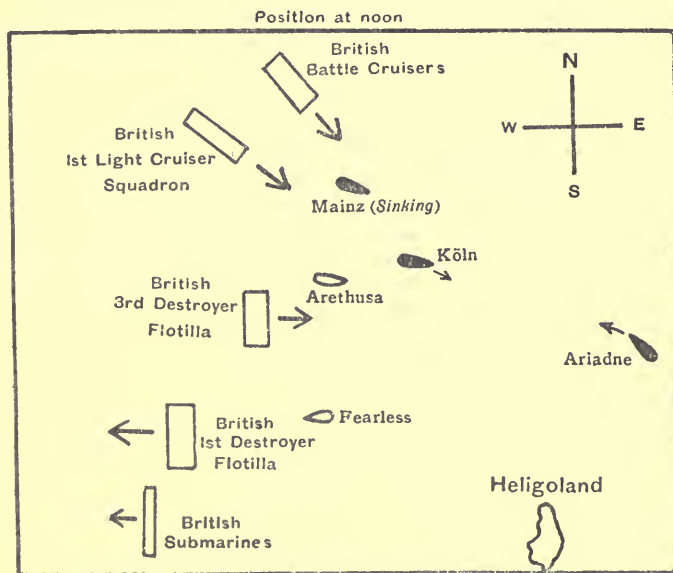 Position at noon
British
Battle Cruisers
N
W
E
S
British
1st Light Cruiser
Squadron
Mainz (Sinking)
Köln
British
3rd Destroyer
Flotilla
Arethusa
Ariadne
British
1st Destroyer
Flotilla
Fearless
Heligoland
British
Submarines